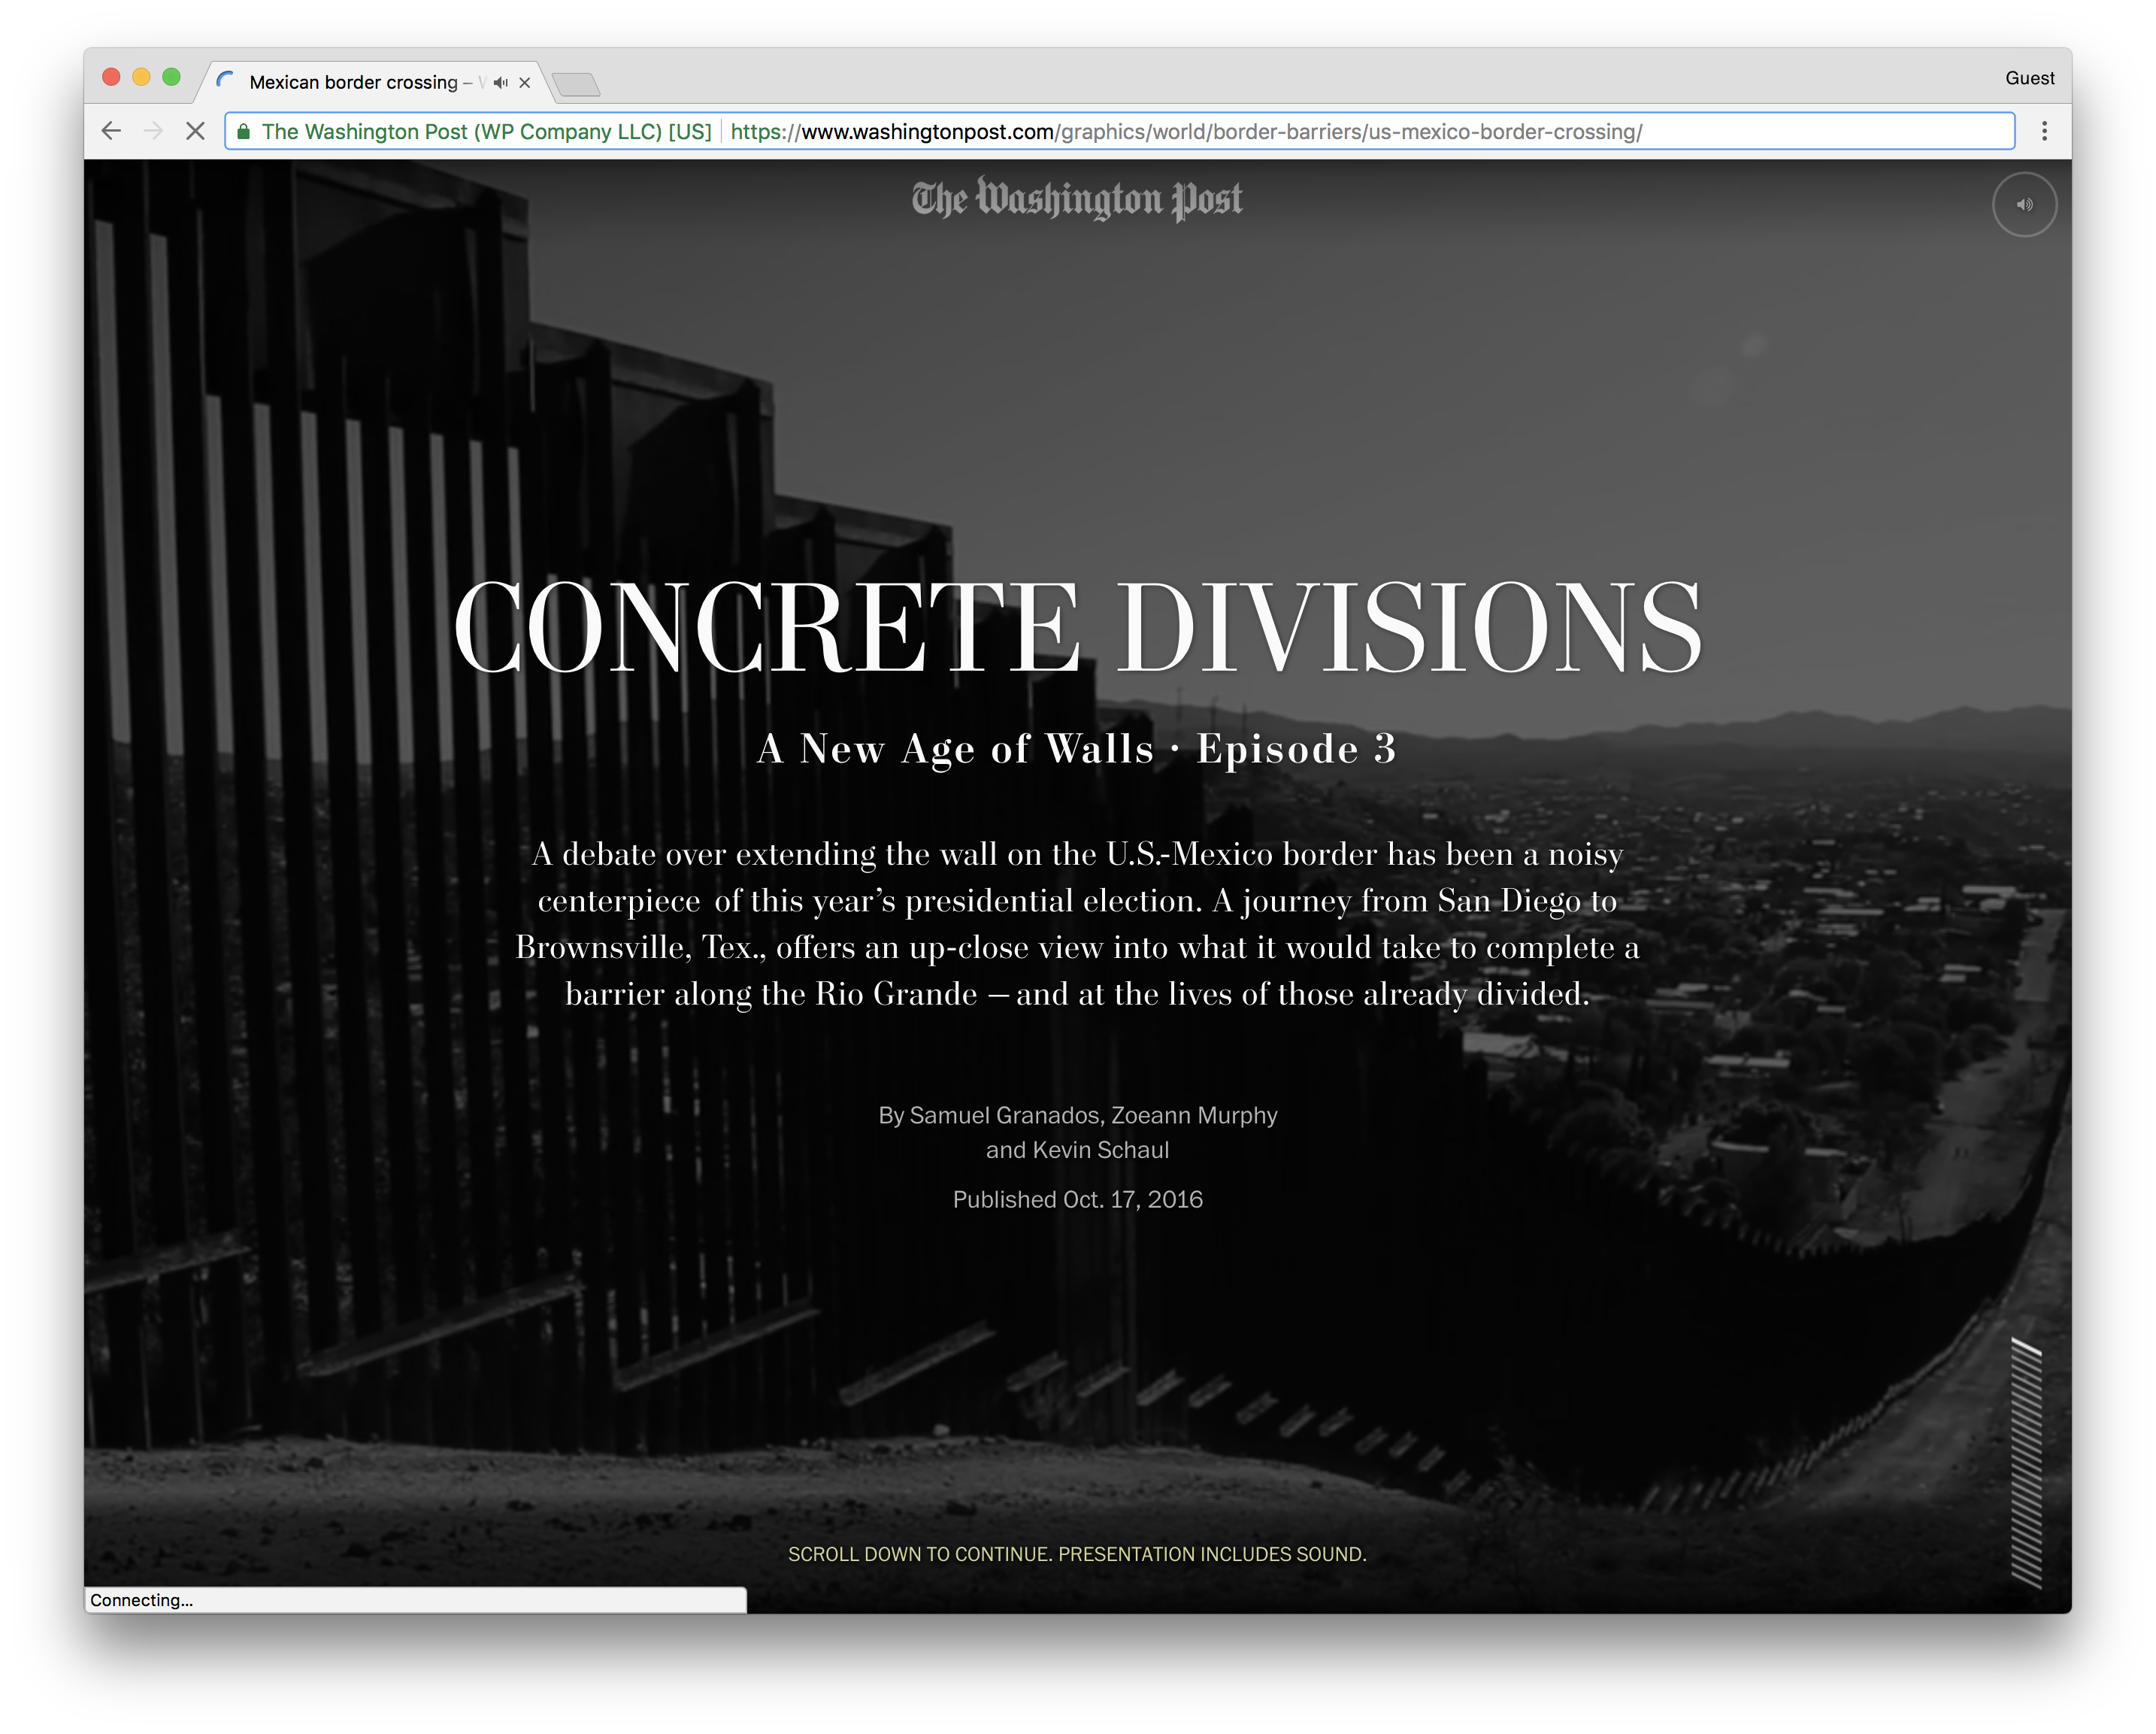 Mexican border crossing –
Guest
The Washington Post (WP Company LLC) [US] https://www.washingtonpost.com/graphics/world/border-barriers/us-mexico-border-crossing/
The Washington Post
CONCRETE DIVISIONS
A New Age of Walls · Episode 3
A debate over extending the wall on the U.S.-Mexico border has been a noisy
centerpiece of this year’s presidential election. A journey from San Diego to
Brownsville, Tex., offers an up-close view into what it would take to complete a
barrier along the Rio Grande — and at the lives of those already divided.
By Samuel Granados, Zoeann Murphy
and Kevin Schaul
Published Oct. 17, 2016
SCROLL DOWN TO CONTINUE. PRESENTATION INCLUDES SOUND.
Connecting...